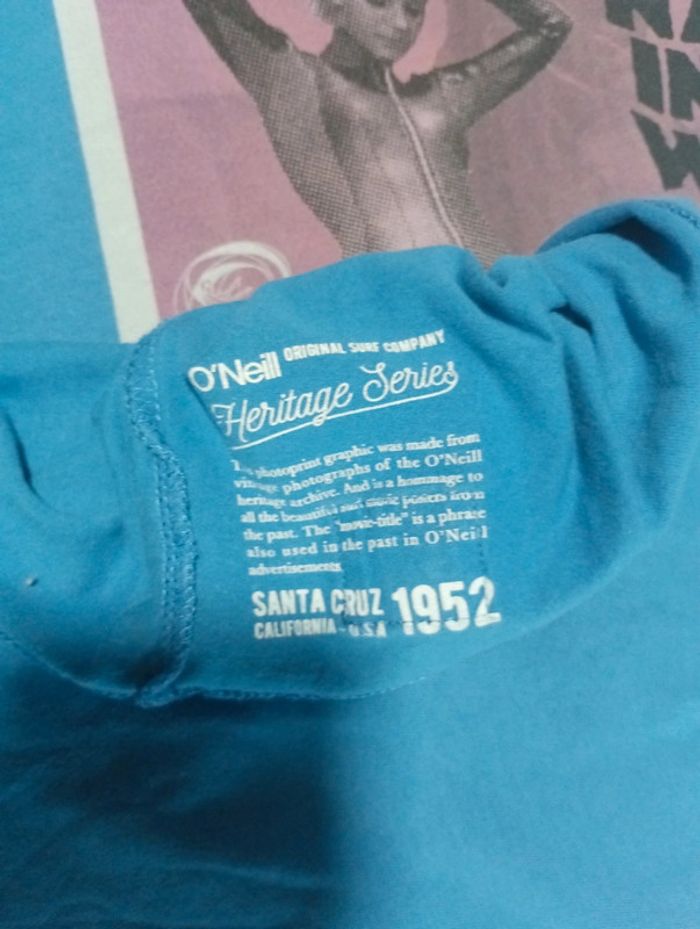 IN
O'Neill ORIGINAL SURF COMPANY
Heritage Series
photoprint graphic was made from
vintage photographs of the O'Neill
heritage archive. And is a hommage to
all the beautiful and movie posters from
the past. The "movie-title" is a phrase
also used in the past in O'Neill
advertisements
SANTA CRUZ 1952
CALIFORNIA - USA